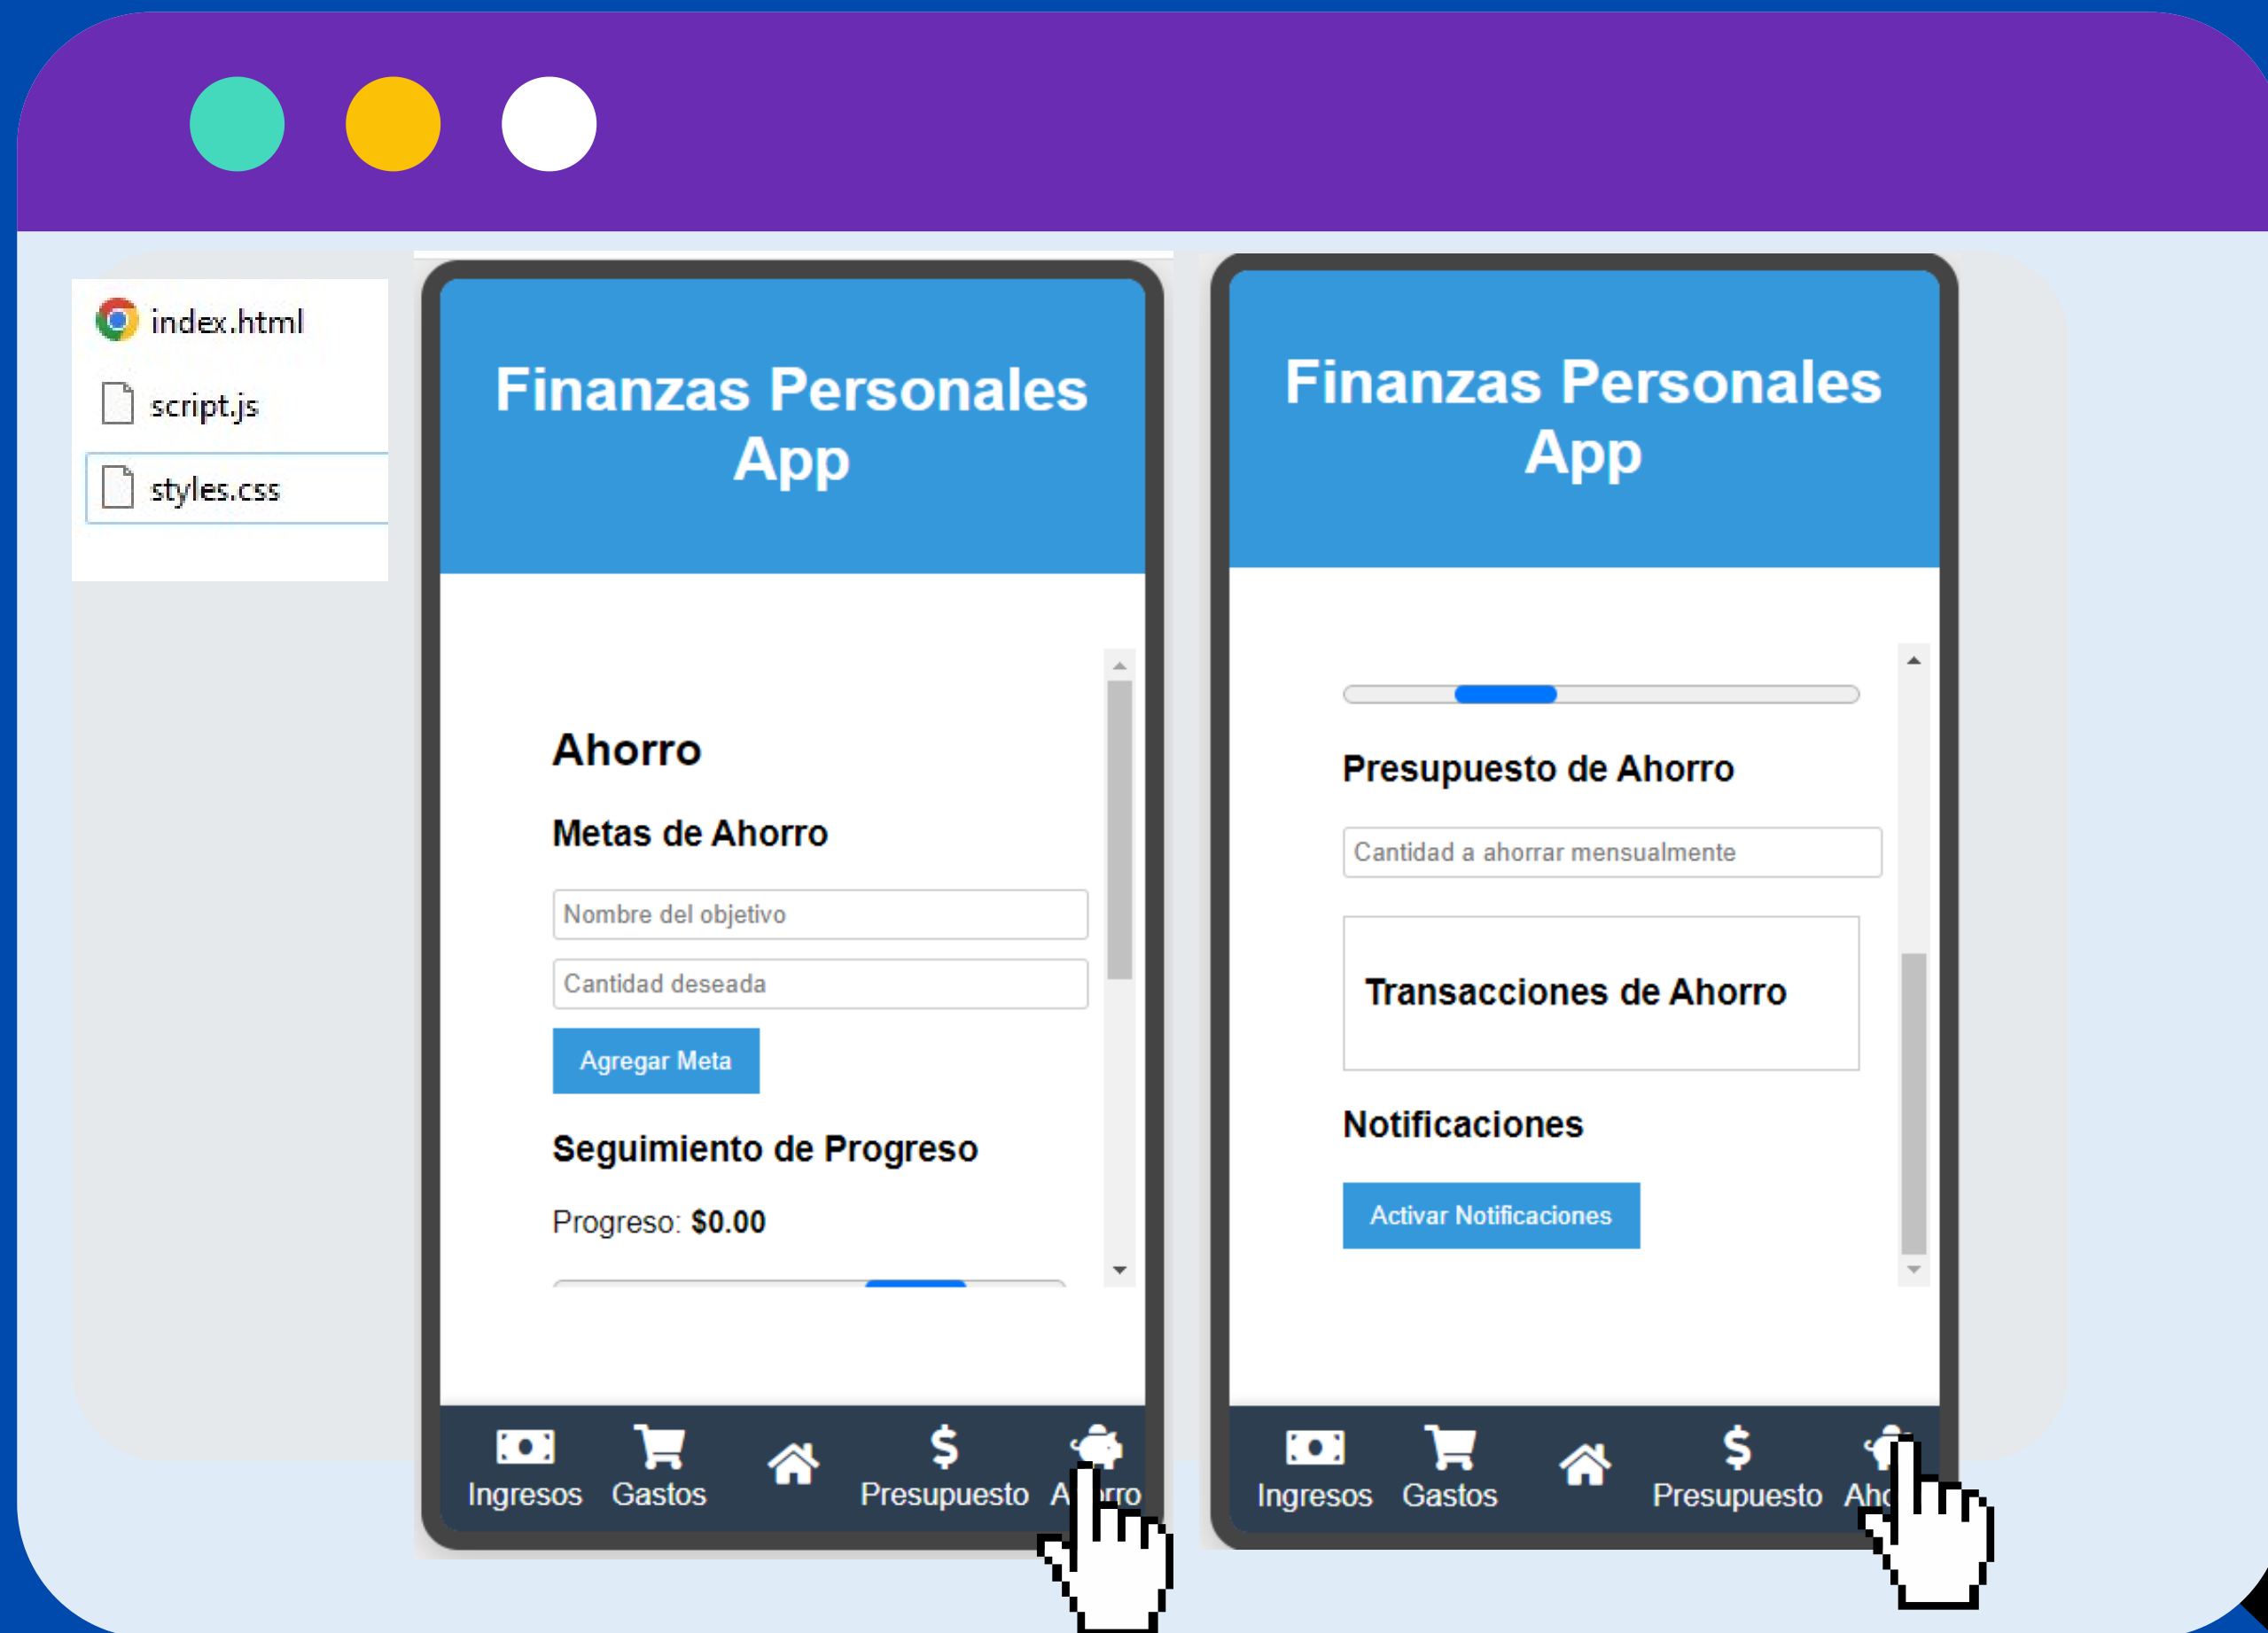 index.html
script.js
styles.css
Finanzas Personales
App
Ahorro
Metas de Ahorro
Nombre del objetivo
Cantidad deseada
Agregar Meta
Seguimiento de Progreso
Progreso: $0.00
Ingresos Gastos Presupuesto Ahorro
Finanzas Personales
App
Presupuesto de Ahorro
Cantidad a ahorrar mensualmente
Transacciones de Ahorro
Notificaciones
Activar Notificaciones
Ingresos Gastos Presupuesto